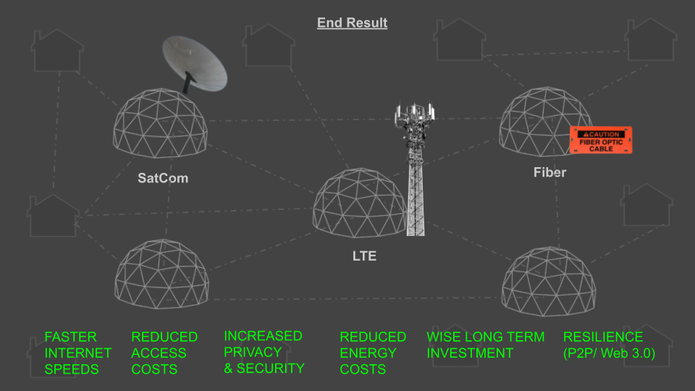 End Result
⚠ CAUTION
FIBER OPTIC
CABLE
SatCom
Fiber
LTE
FASTER
INTERNET
SPEEDS
REDUCED
ACCESS
COSTS
INCREASED
PRIVACY
& SECURITY
REDUCED
ENERGY
COSTS
WISE LONG TERM
INVESTMENT
RESILIENCE
(P2P/ Web 3.0)